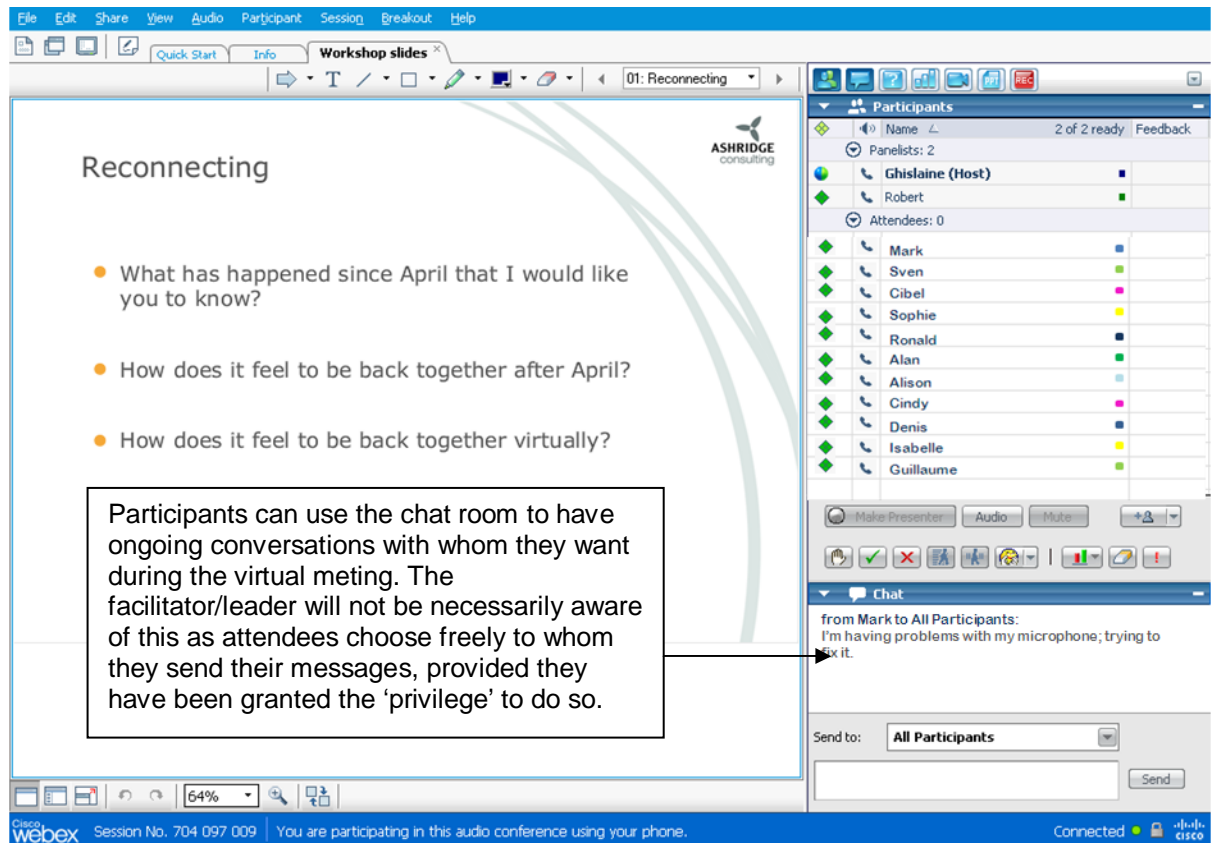 File Edit Share View Audio Participant Session Breakout Help
Quick Start Info Workshop slides ×
T 01: Reconnecting
REC
Participants
Name 2 of 2 ready Feedback
Panelists: 2
Ghislaine (Host)
Robert
Attendees: 0
Mark
Sven
Cibel
Sophie
Ronald
Alan
Alison
Cindy
Denis
Isabelle
Guillaume
Make Presenter Audio Mute
Chat
from Mark to All Participants:
I'm having problems with my microphone; trying to
fix it.
Send to: All Participants
Send
ASHRIDGE
consulting
Reconnecting
• What has happened since April that I would like
you to know?
• How does it feel to be back together after April?
• How does it feel to be back together virtually?
Participants can use the chat room to have
ongoing conversations with whom they want
during the virtual meting. The
facilitator/leader will not be necessarily aware
of this as attendees choose freely to whom
they send their messages, provided they
have been granted the ‘privilege’ to do so.
64%
Cisco
webex Session No. 704 097 009 You are participating in this audio conference using your phone. Connected
cisco